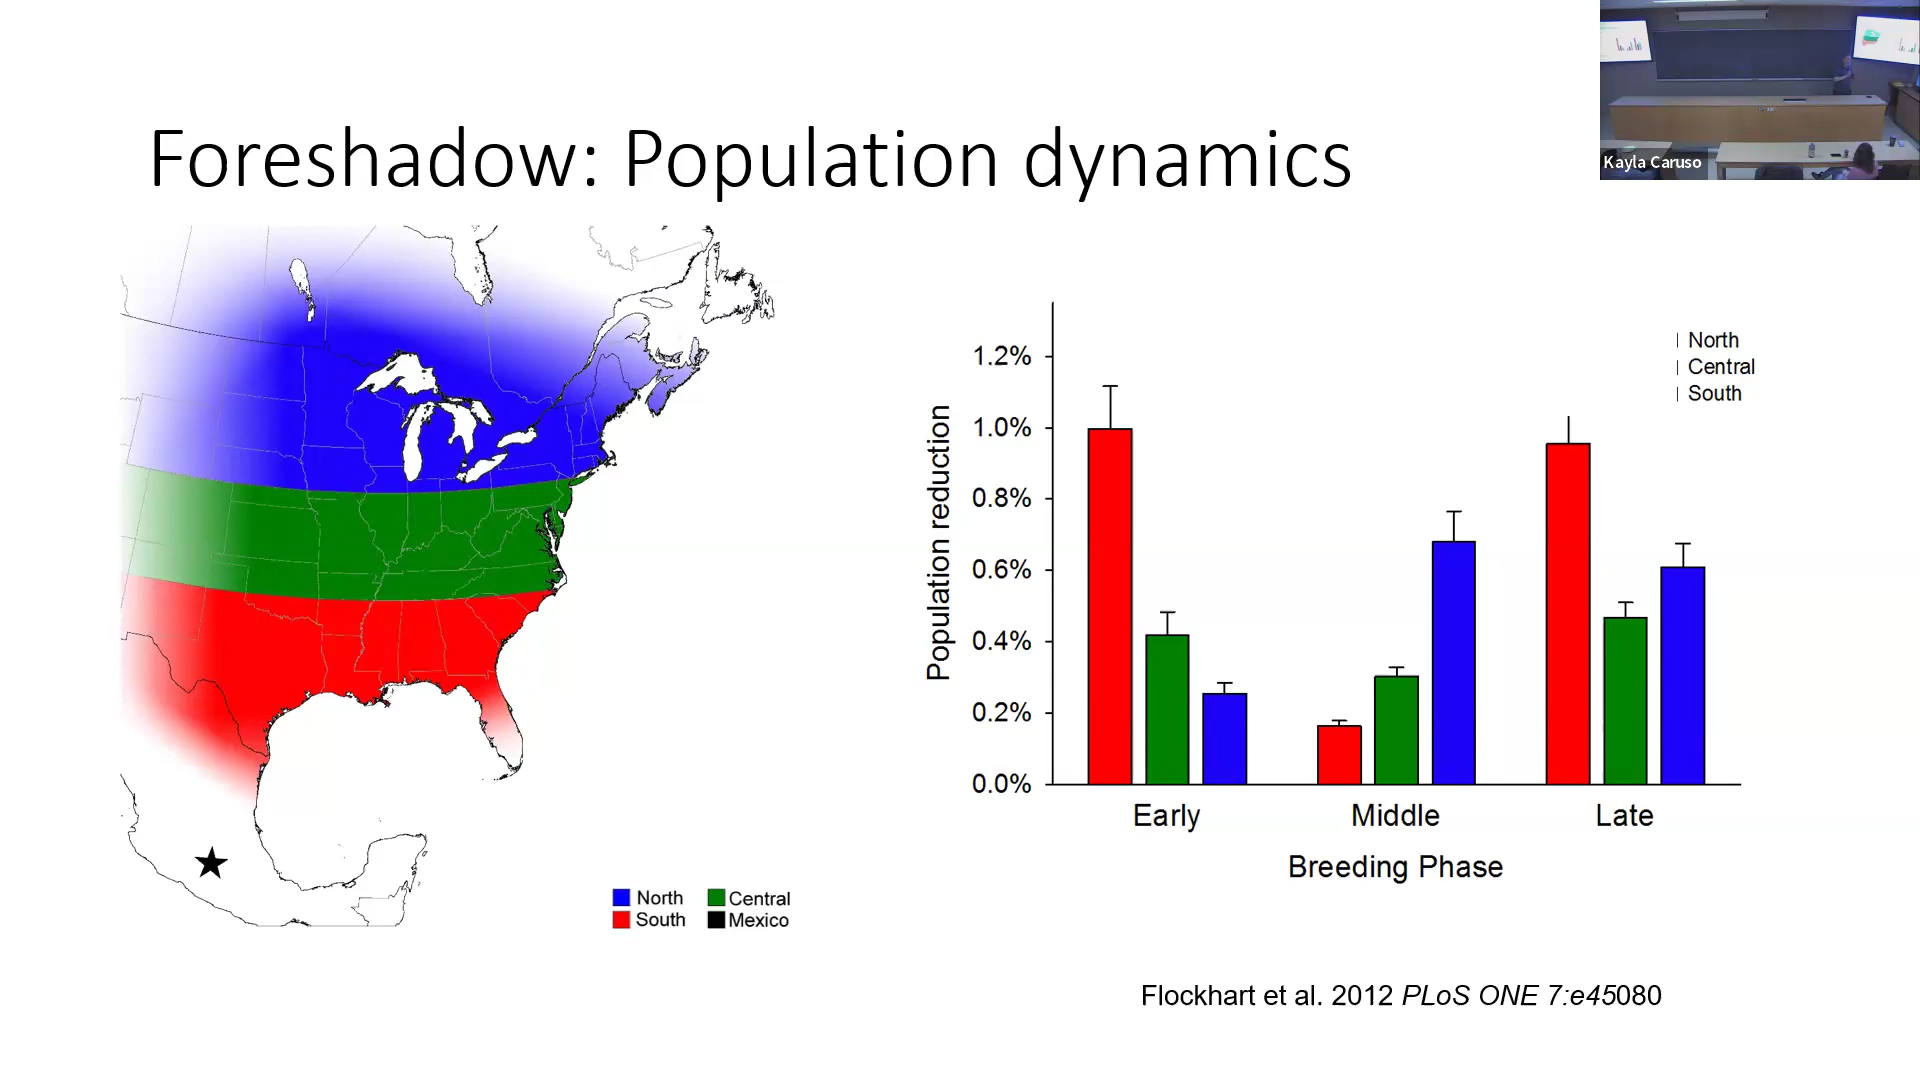 Foreshadow: Population dynamics
Kayla Caruso
North
Central
South
Mexico
Population reduction
1.2%
1.0%
0.8%
0.6%
0.4%
0.2%
0.0%
North
Central
South
Early
Middle
Late
Breeding Phase
Flockhart et al. 2012 PLoS ONE 7:e45080